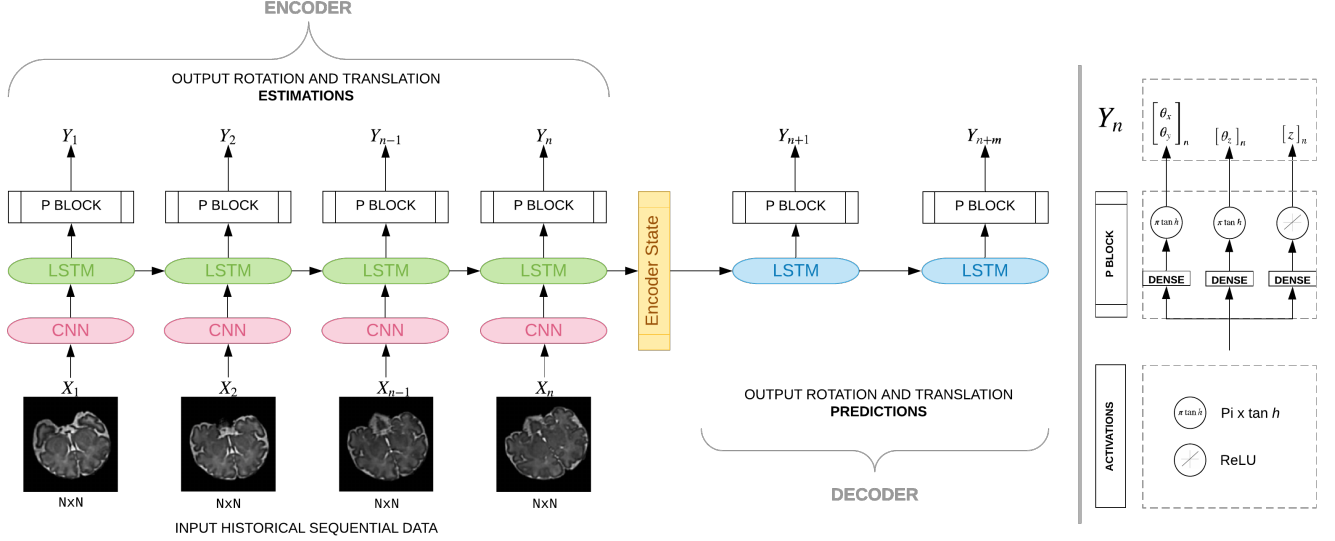 ENCODER
OUTPUT ROTATION AND TRANSLATION
ESTIMATIONS
Y₁ Y₂ Yₙ₋₁ Yₙ Yₙ₊₁ Yₙ₊ₘ
P BLOCK P BLOCK P BLOCK P BLOCK P BLOCK P BLOCK
LSTM LSTM LSTM LSTM LSTM LSTM
Encoder State
CNN CNN CNN CNN
X₁ X₂ Xₙ₋₁ Xₙ
NxN NxN NxN NxN
INPUT HISTORICAL SEQUENTIAL DATA
OUTPUT ROTATION AND TRANSLATION
PREDICTIONS
DECODER
Yₙ [θₓ θᵧ]ₙ [θ_z]ₙ [z]ₙ
P BLOCK
π tan h π tan h
DENSE DENSE DENSE
ACTIVATIONS
π tan h Pi x tan h
ReLU